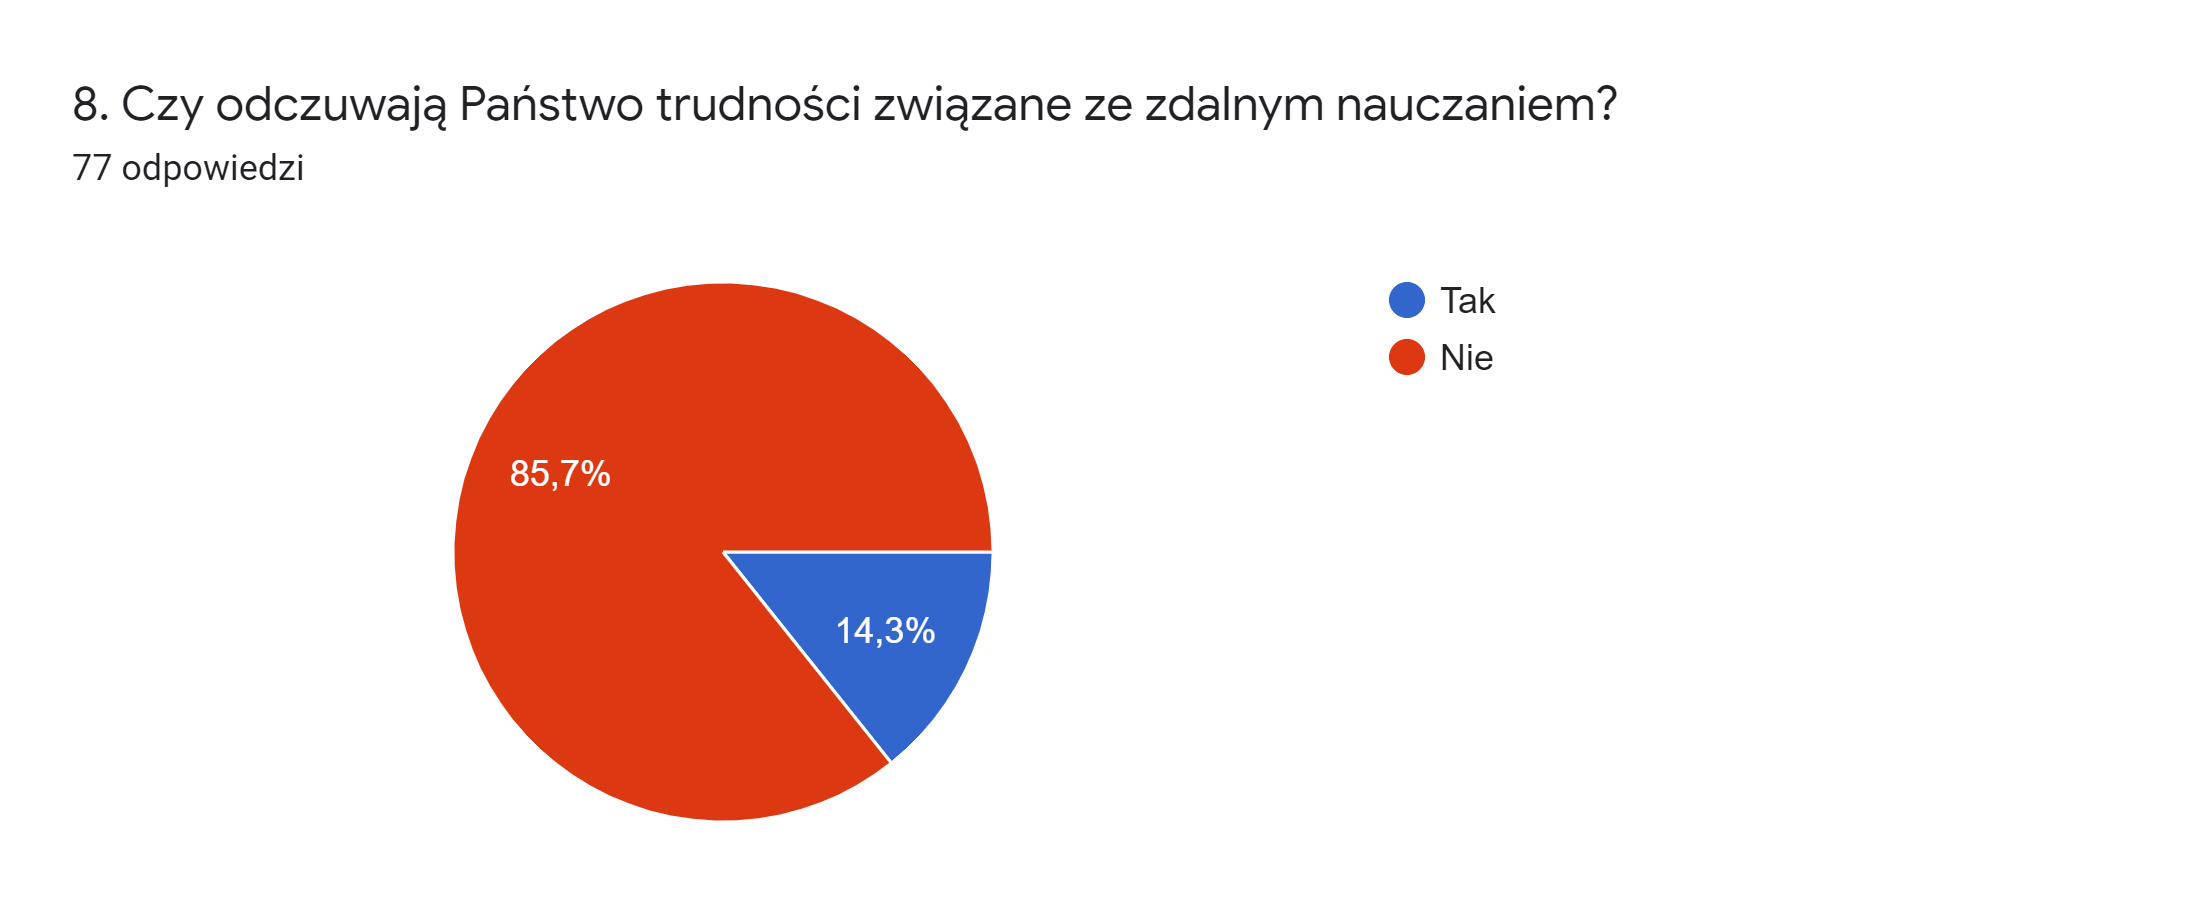 8. Czy odczuwają Państwo trudności związane ze zdalnym nauczaniem?
77 odpowiedzi
Tak
Nie
85,7%
14,3%